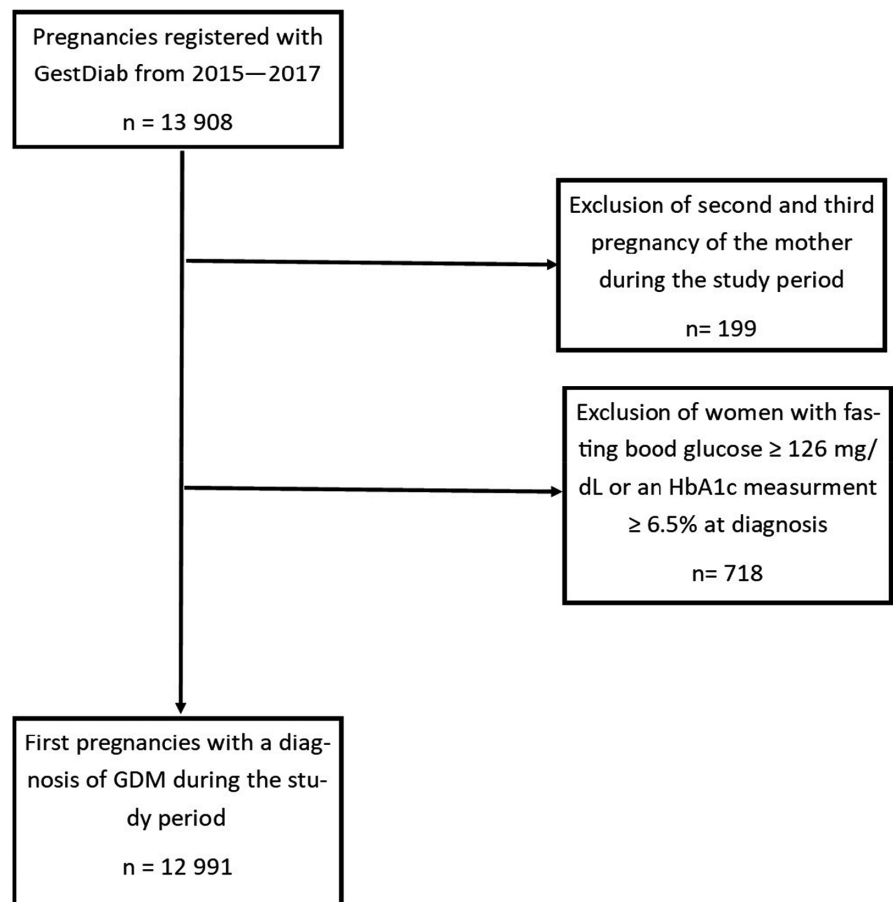 Pregnancies registered with
GestDiab from 2015—2017
n = 13 908
Exclusion of second and third
pregnancy of the mother
during the study period
n= 199
Exclusion of women with fas-
ting bood glucose ≥ 126 mg/
dL or an HbA1c measurment
≥ 6.5% at diagnosis
n= 718
First pregnancies with a diag-
nosis of GDM during the stu-
dy period
n = 12 991